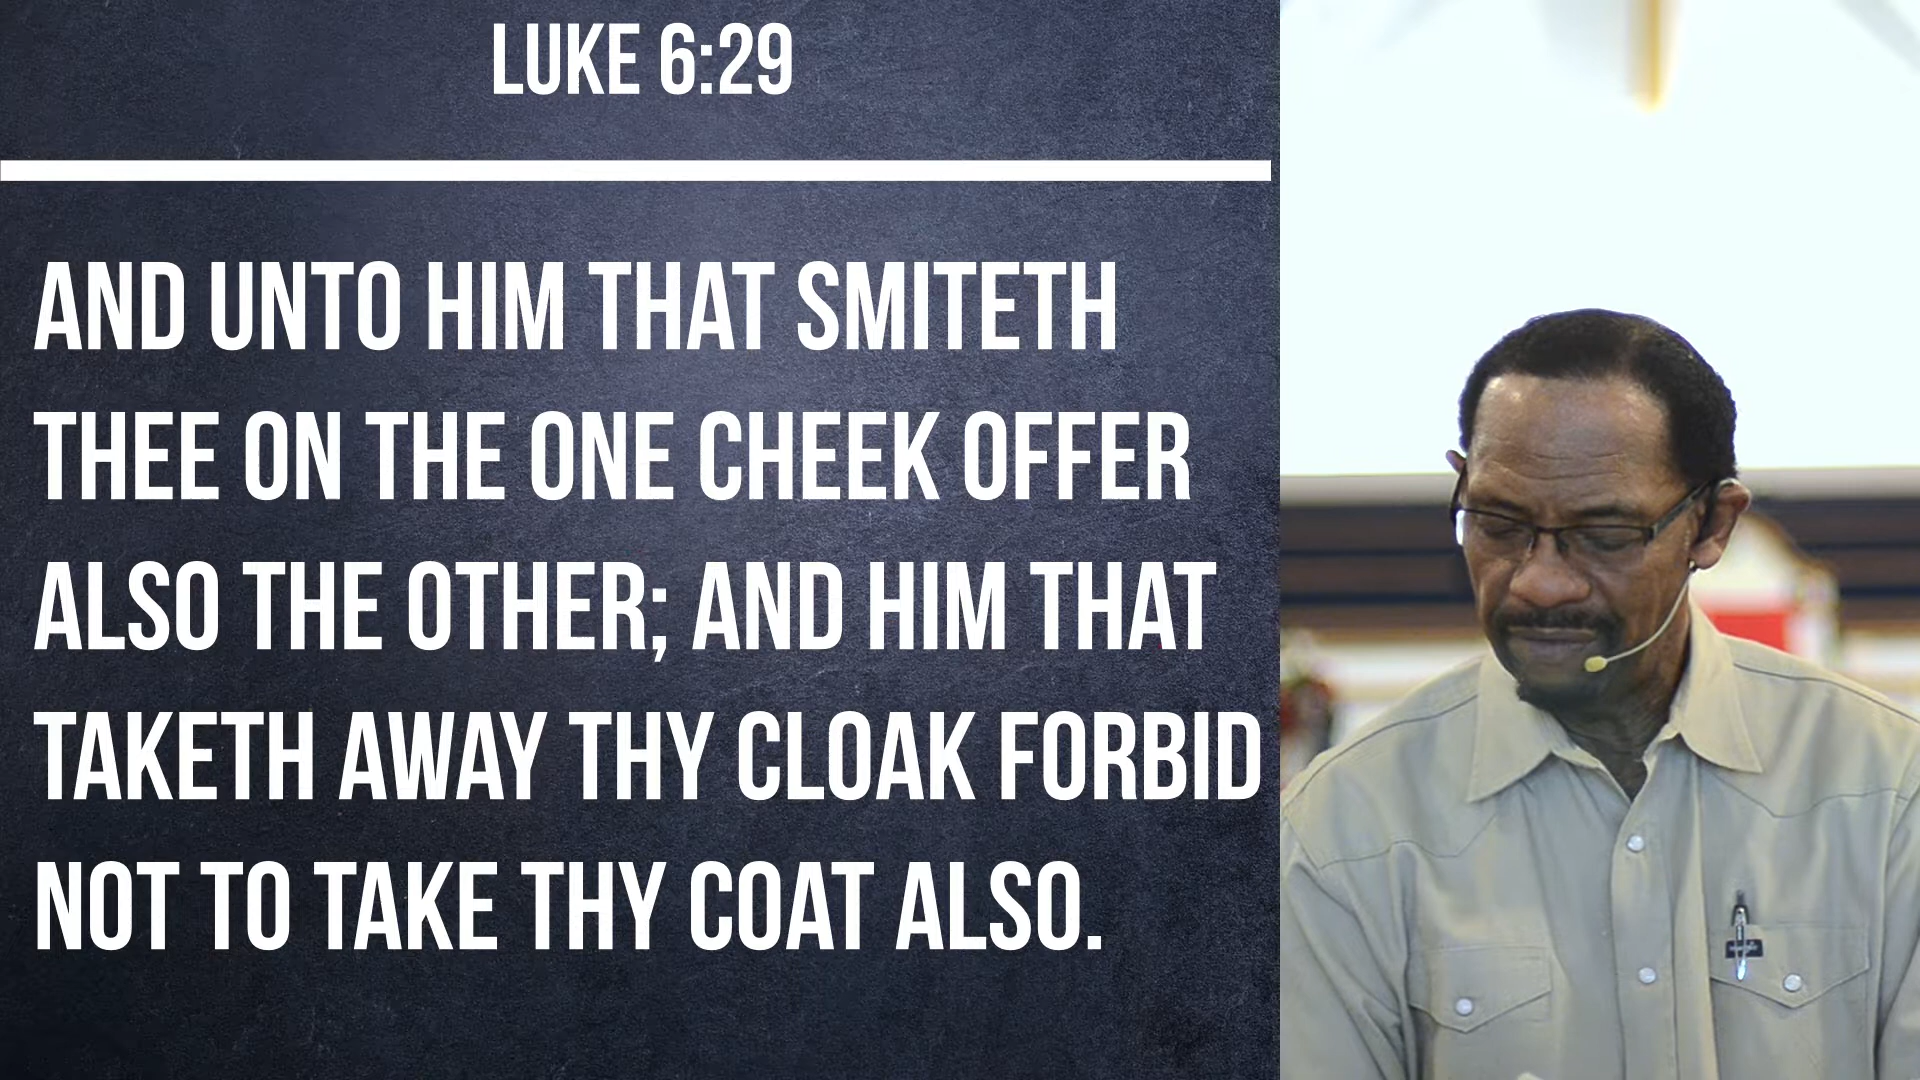 LUKE 6:29
AND UNTO HIM THAT SMITETH
THEE ON THE ONE CHEEK OFFER
ALSO THE OTHER; AND HIM THAT
TAKETH AWAY THY CLOAK FORBID
NOT TO TAKE THY COAT ALSO.